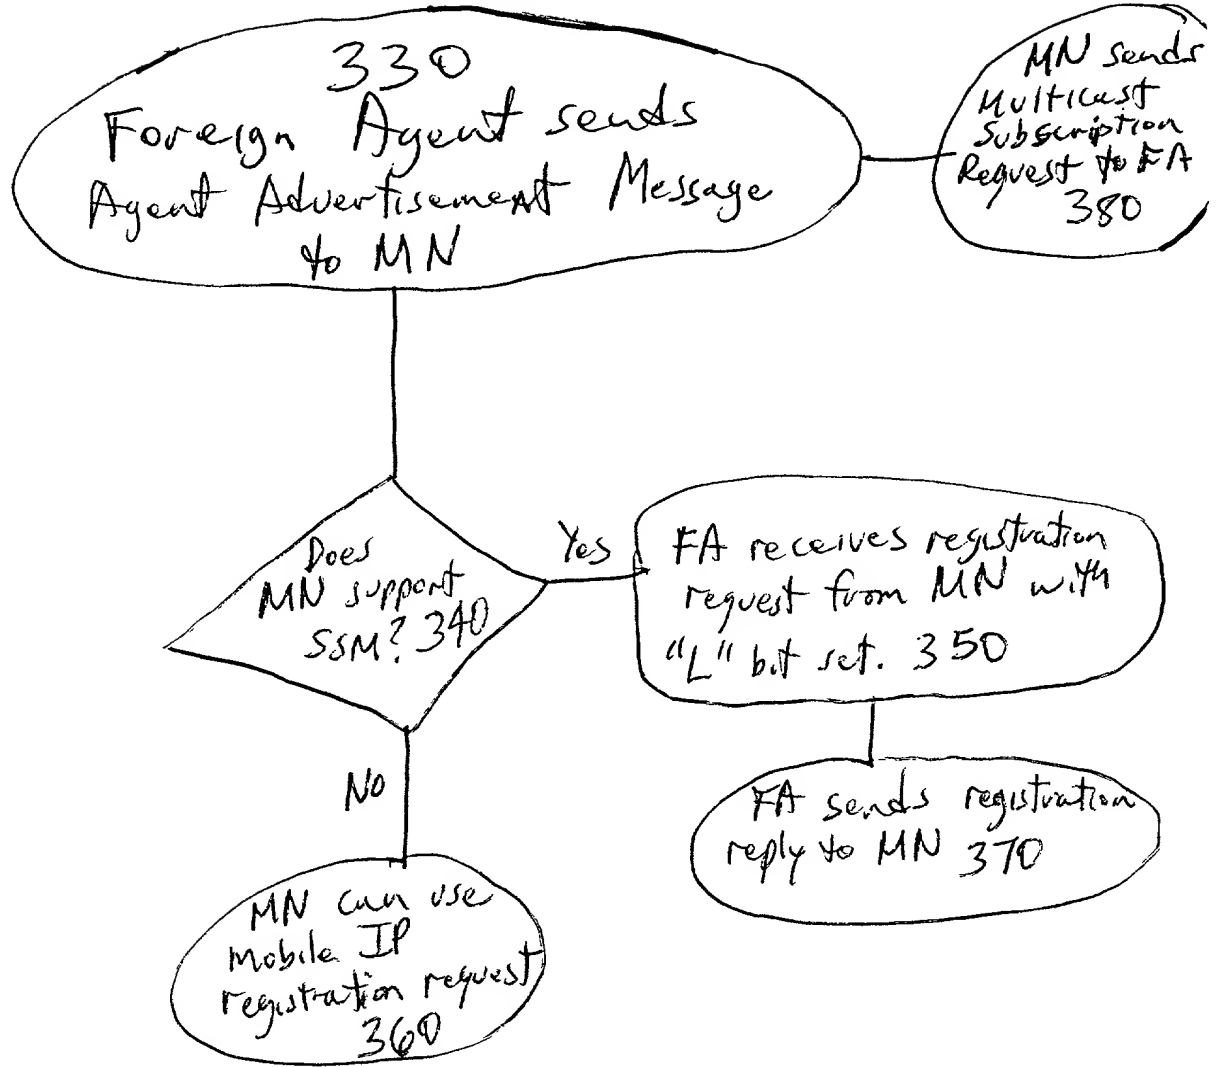 330
Foreign Agent sends
Agent Advertisement Message
to MN
MN sends
Multicast
Subscription
Request to FA
380
Does
MN support
SSM? 340
Yes
FA receives registration
request from MN with
"L" bit set. 350
No
FA sends registration
reply to MN 370
MN can use
Mobile IP
registration request
360